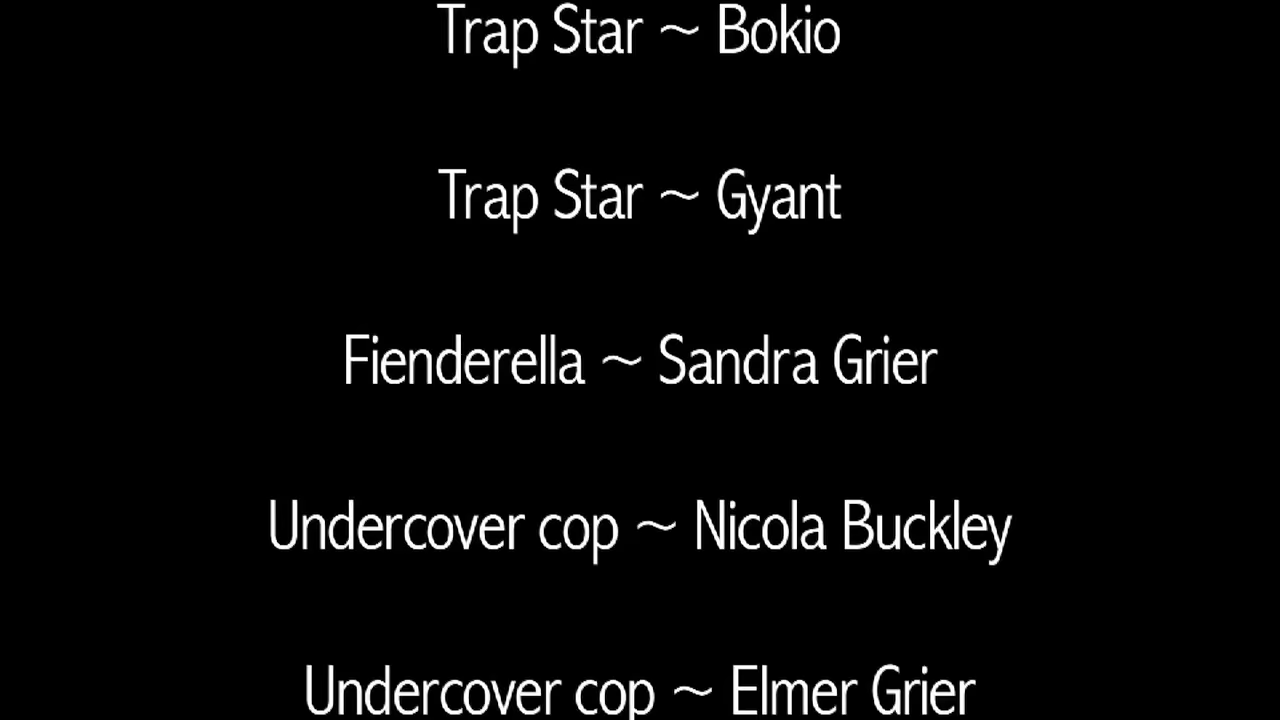 Trap Star ~ Bokio
Trap Star ~ Gyant
Fienderella ~ Sandra Grier
Undercover cop ~ Nicola Buckley
Undercover cop ~ Elmer Grier